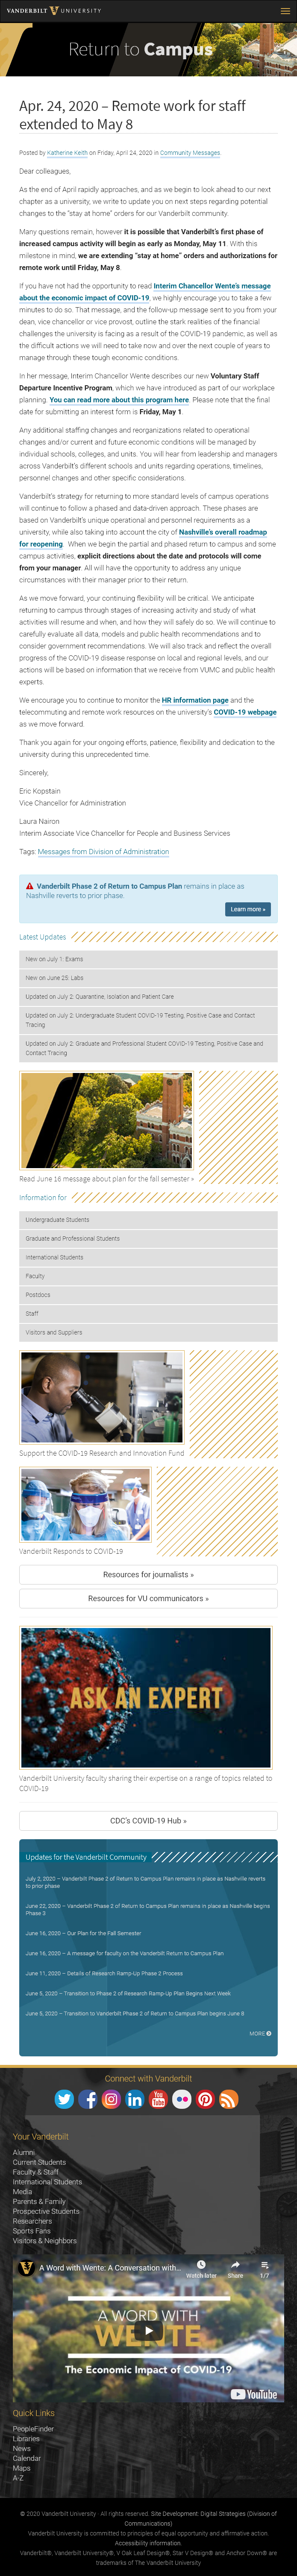 VANDERBILT UNIVERSITY
Return to Campus
Apr. 24, 2020 – Remote work for staff
extended to May 8
Posted by Katherine Keith on Friday, April 24, 2020 in Community Messages.
Dear colleagues,
As the end of April rapidly approaches, and as we begin to look ahead to our next
chapter as a university, we write to update you on next steps regarding potential
changes to the “stay at home” orders for our Vanderbilt community.
Many questions remain, however it is possible that Vanderbilt’s first phase of
increased campus activity will begin as early as Monday, May 11. With this
milestone in mind, we are extending “stay at home” orders and authorizations for
remote work until Friday, May 8.
If you have not had the opportunity to read Interim Chancellor Wente’s message
about the economic impact of COVID-19, we highly encourage you to take a few
minutes to do so. That message, and the follow-up message sent to you from your
dean, vice chancellor or vice provost, outline the stark realities of the financial
challenges the university is facing as a result of the COVID-19 pandemic, as well as
the difficult actions we will need to take now and over the next couple of years to
manage through these tough economic conditions.
In her message, Interim Chancellor Wente describes our new Voluntary Staff
Departure Incentive Program, which we have introduced as part of our workplace
planning. You can read more about this program here. Please note that the final
date for submitting an interest form is Friday, May 1.
Any additional staffing changes and reorganizations related to operational
changes and/or current and future economic conditions will be managed by
individual schools, colleges, and units. You will hear from leadership and managers
across Vanderbilt’s different schools and units regarding operations, timelines,
personnel changes and other specific considerations.
Vanderbilt’s strategy for returning to more standard levels of campus operations
will continue to follow a phased and data-driven approach. These phases are
based on Vanderbilt’s unique operational and personnel considerations as a
university, while also taking into account the city of Nashville’s overall roadmap
for reopening. When we begin the partial and phased return to campus and some
campus activities, explicit directions about the date and protocols will come
from your manager. All will have the opportunity to address any unique
circumstances with their manager prior to their return.
As we move forward, your continuing flexibility will be critical. We anticipate
returning to campus through stages of increasing activity and study of what
activities will resume and when, and how they will safely do so. We will continue to
carefully evaluate all data, models and public health recommendations and to
consider government recommendations. We will also track and reflect the overall
progress of the COVID-19 disease response on local and regional levels, and our
actions will be based on information that we receive from VUMC and public health
experts.
We encourage you to continue to monitor the HR information page and the
telecommuting and remote work resources on the university’s COVID-19 webpage
as we move forward.
Thank you again for your ongoing efforts, patience, flexibility and dedication to the
university during this unprecedented time.
Sincerely,
Eric Kopstain
Vice Chancellor for Administration
Laura Nairon
Interim Associate Vice Chancellor for People and Business Services
Tags: Messages from Division of Administration
Vanderbilt Phase 2 of Return to Campus Plan remains in place as
Nashville reverts to prior phase.
Learn more »
Latest Updates
New on July 1: Exams
New on June 25: Labs
Updated on July 2: Quarantine, Isolation and Patient Care
Updated on July 2: Undergraduate Student COVID-19 Testing, Positive Case and Contact
Tracing
Updated on July 2: Graduate and Professional Student COVID-19 Testing, Positive Case and
Contact Tracing
Read June 16 message about plan for the fall semester »
Information for
Undergraduate Students
Graduate and Professional Students
International Students
Faculty
Postdocs
Staff
Visitors and Suppliers
Support the COVID-19 Research and Innovation Fund
Vanderbilt Responds to COVID-19
Resources for journalists »
Resources for VU communicators »
ASK AN EXPERT
Vanderbilt University faculty sharing their expertise on a range of topics related to
COVID-19
CDC's COVID-19 Hub »
Updates for the Vanderbilt Community
July 2, 2020 – Vanderbilt Phase 2 of Return to Campus Plan remains in place as Nashville reverts
to prior phase
June 22, 2020 – Vanderbilt Phase 2 of Return to Campus Plan remains in place as Nashville begins
Phase 3
June 16, 2020 – Our Plan for the Fall Semester
June 16, 2020 – A message for faculty on the Vanderbilt Return to Campus Plan
June 11, 2020 – Details of Research Ramp-Up Phase 2 Process
June 5, 2020 – Transition to Phase 2 of Research Ramp-Up Plan Begins Next Week
June 5, 2020 – Transition to Vanderbilt Phase 2 of Return to Campus Plan begins June 8
MORE
Connect with Vanderbilt
You Tube
Your Vanderbilt
Alumni
Current Students
Faculty & Staff
International Students
Media
Parents & Family
Prospective Students
Researchers
Sports Fans
Visitors & Neighbors
A Word with Wente: A Conversation with...
Watch later
Share
1/7
A WORD WITH
WENTE
The Economic Impact of COVID-19
YouTube
Quick Links
PeopleFinder
Libraries
News
Calendar
Maps
A-Z
© 2020 Vanderbilt University · All rights reserved. Site Development: Digital Strategies (Division of
Communications)
Vanderbilt University is committed to principles of equal opportunity and affirmative action.
Accessibility information.
Vanderbilt®, Vanderbilt University®, V Oak Leaf Design®, Star V Design® and Anchor Down® are
trademarks of The Vanderbilt University